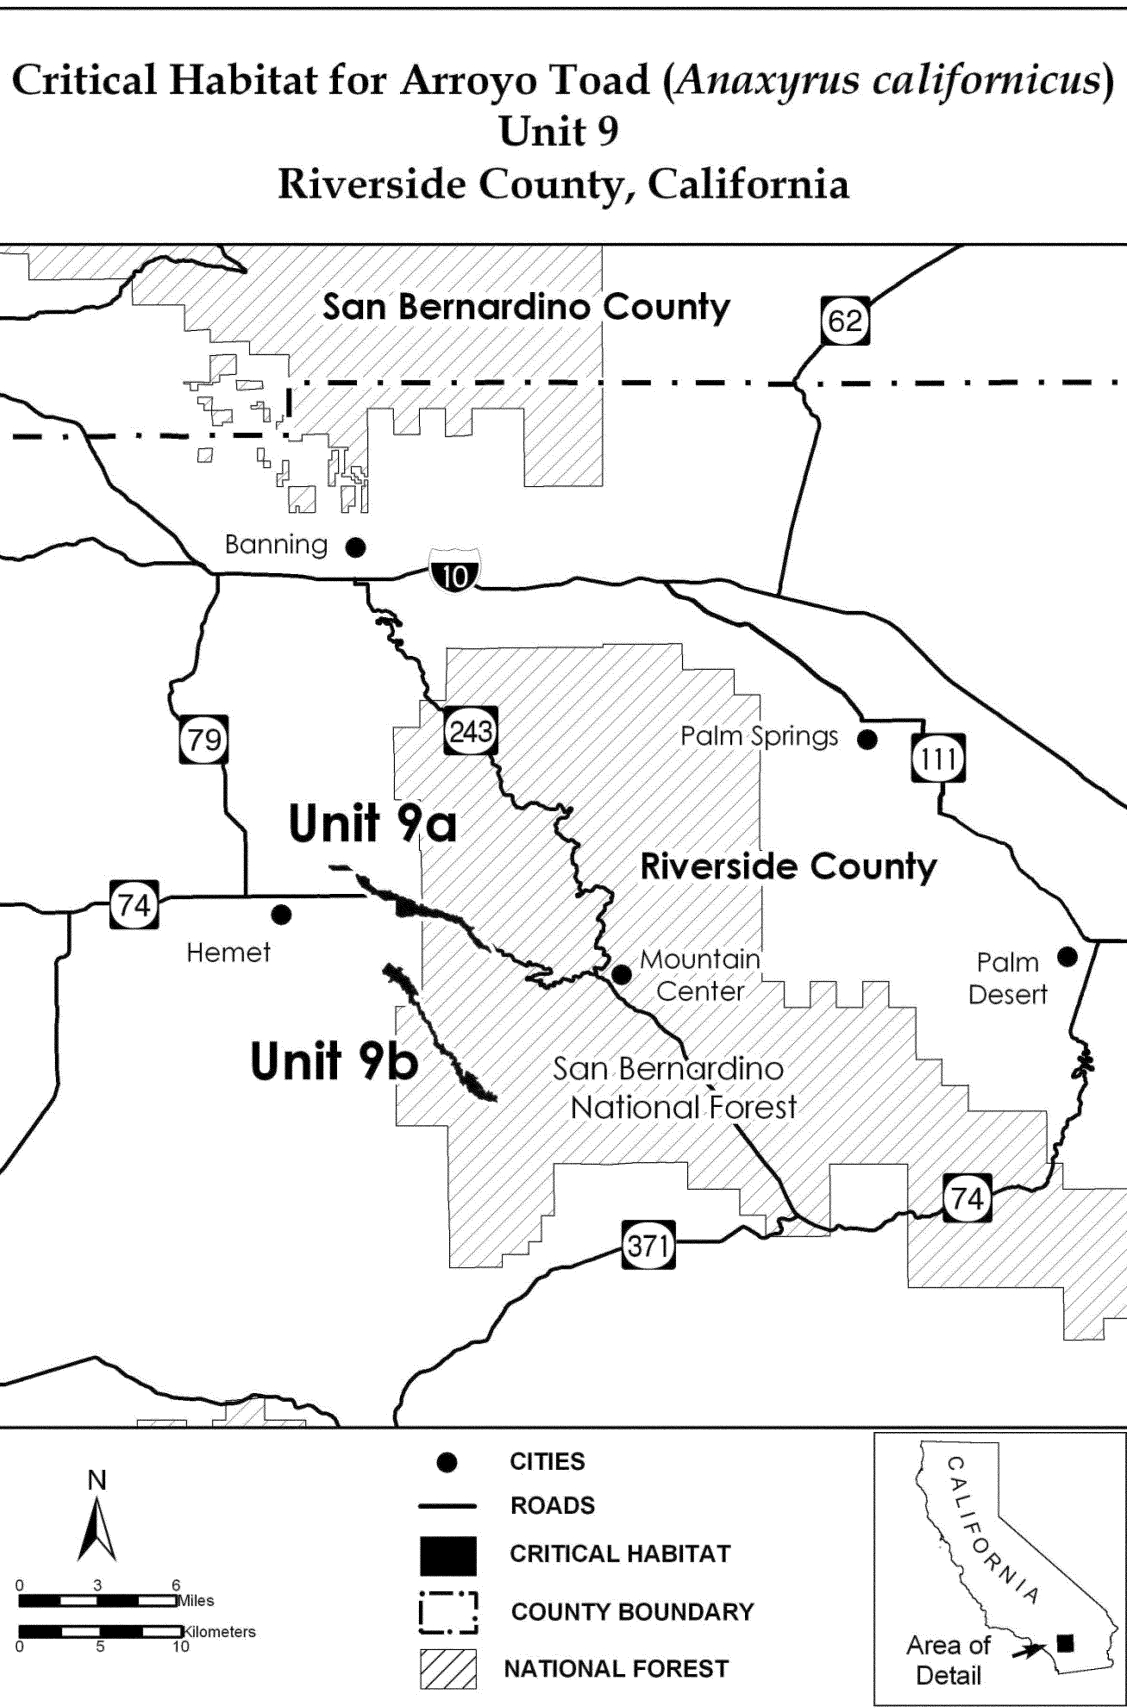 Critical Habitat for Arroyo Toad (Anaxyrus californicus)
Unit 9
Riverside County, California
San Bernardino County
62
Banning
10
243
79
Palm Springs
111
Unit 9a
Riverside County
74
Hemet
Mountain
Center
Palm
Desert
Unit 9b
San Bernardino
National Forest
74
371
N
0 3 6
Miles
Kilometers
0 5 10
CITIES
ROADS
CRITICAL HABITAT
COUNTY BOUNDARY
NATIONAL FOREST
CALIFORNIA
Area of
Detail